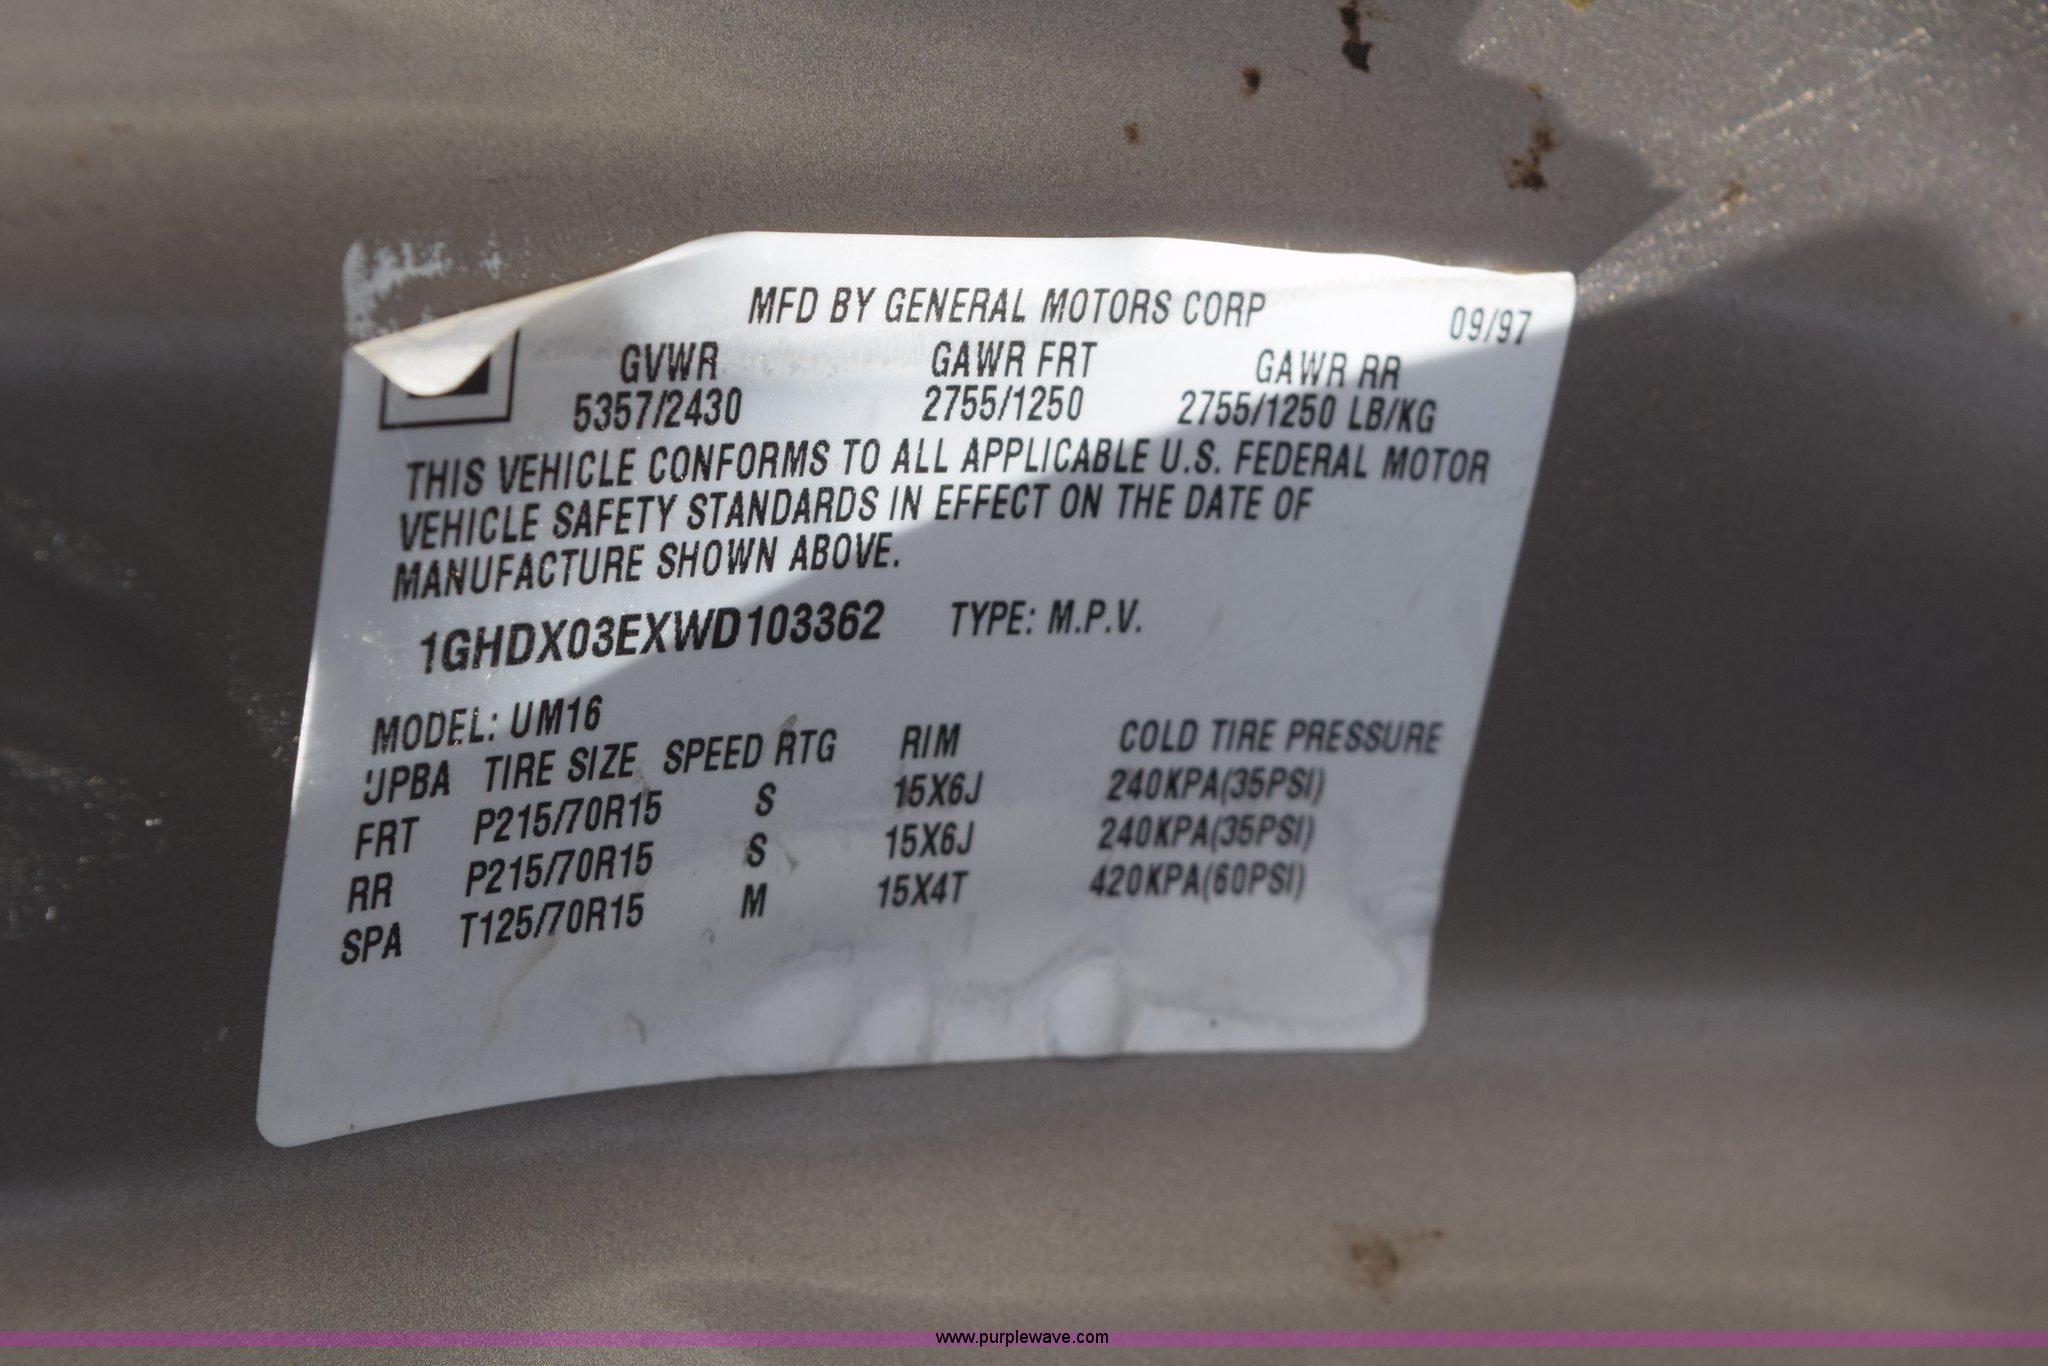 MFD BY GENERAL MOTORS CORP 09/97
GVWR GAWR FRT GAWR RR
5357/2430 2755/1250 2755/1250 LB/KG
THIS VEHICLE CONFORMS TO ALL APPLICABLE U.S. FEDERAL MOTOR
VEHICLE SAFETY STANDARDS IN EFFECT ON THE DATE OF
MANUFACTURE SHOWN ABOVE.
1GHDX03EXWD103362 TYPE: M.P.V.
MODEL: UM16
UPBA TIRE SIZE SPEED RTG RIM COLD TIRE PRESSURE
FRT P215/70R15 S 15X6J 240KPA(35PSI)
RR P215/70R15 S 15X6J 240KPA(35PSI)
SPA T125/70R15 M 15X4T 420KPA(60PSI)
www.purplewave.com